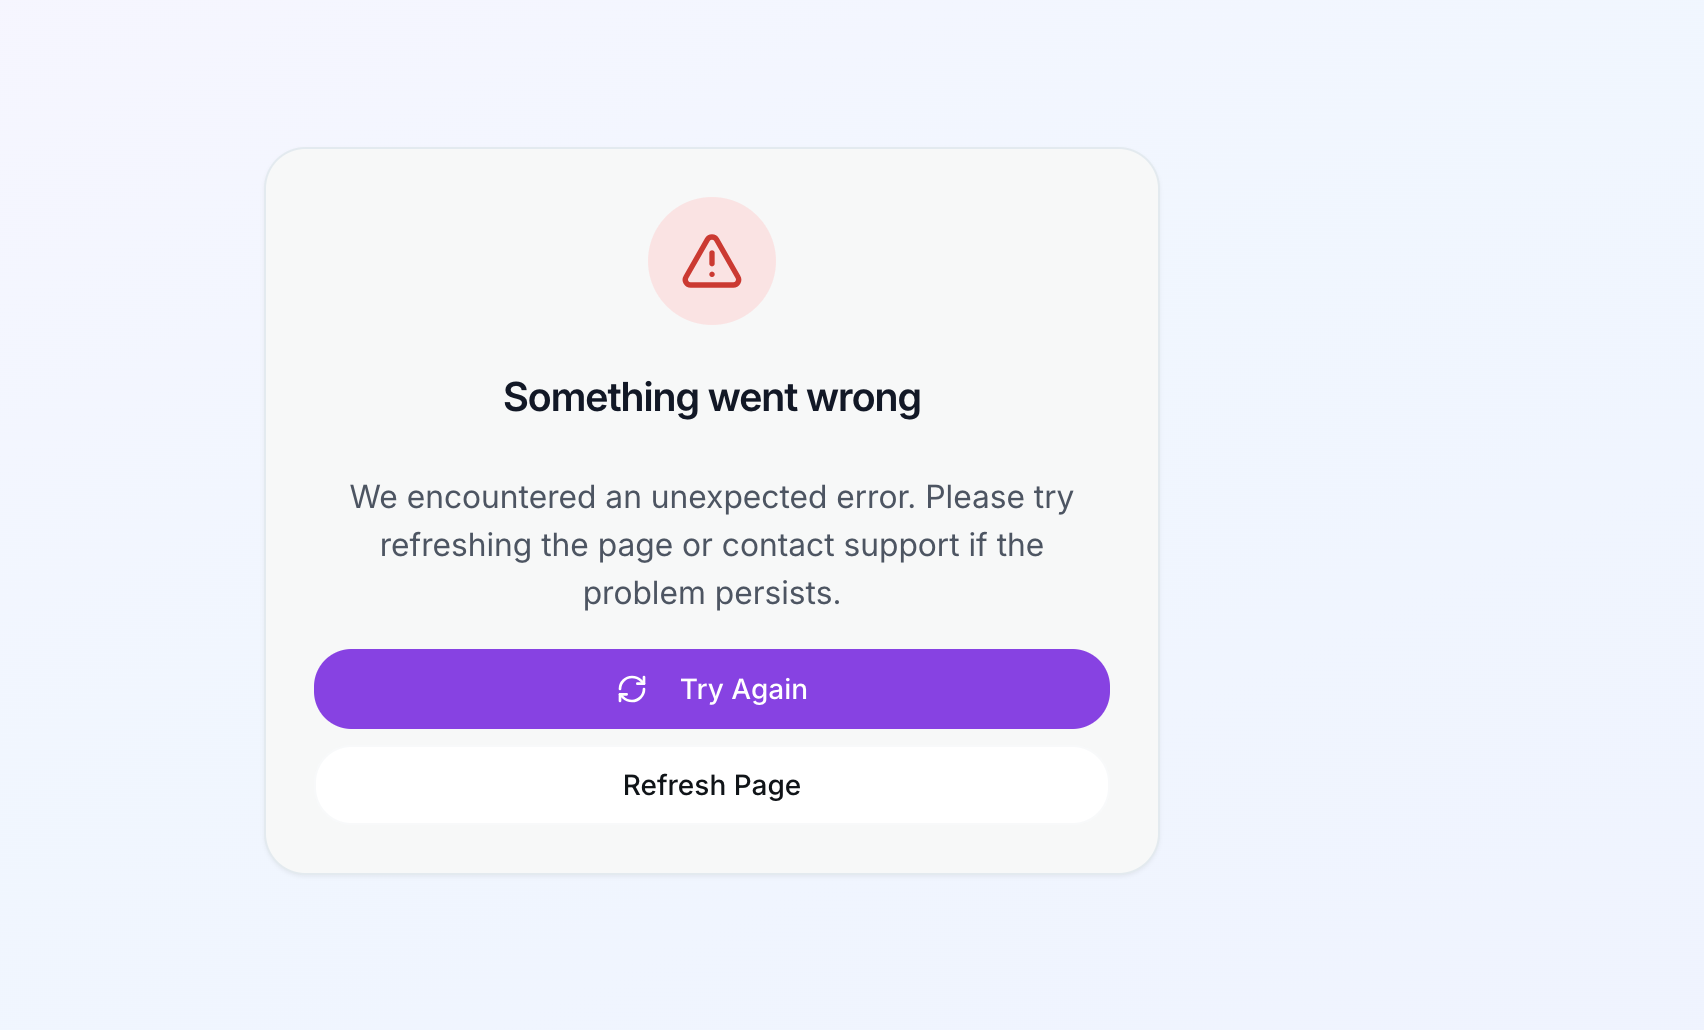 Something went wrong
We encountered an unexpected error. Please try
refreshing the page or contact support if the
problem persists.
Try Again
Refresh Page